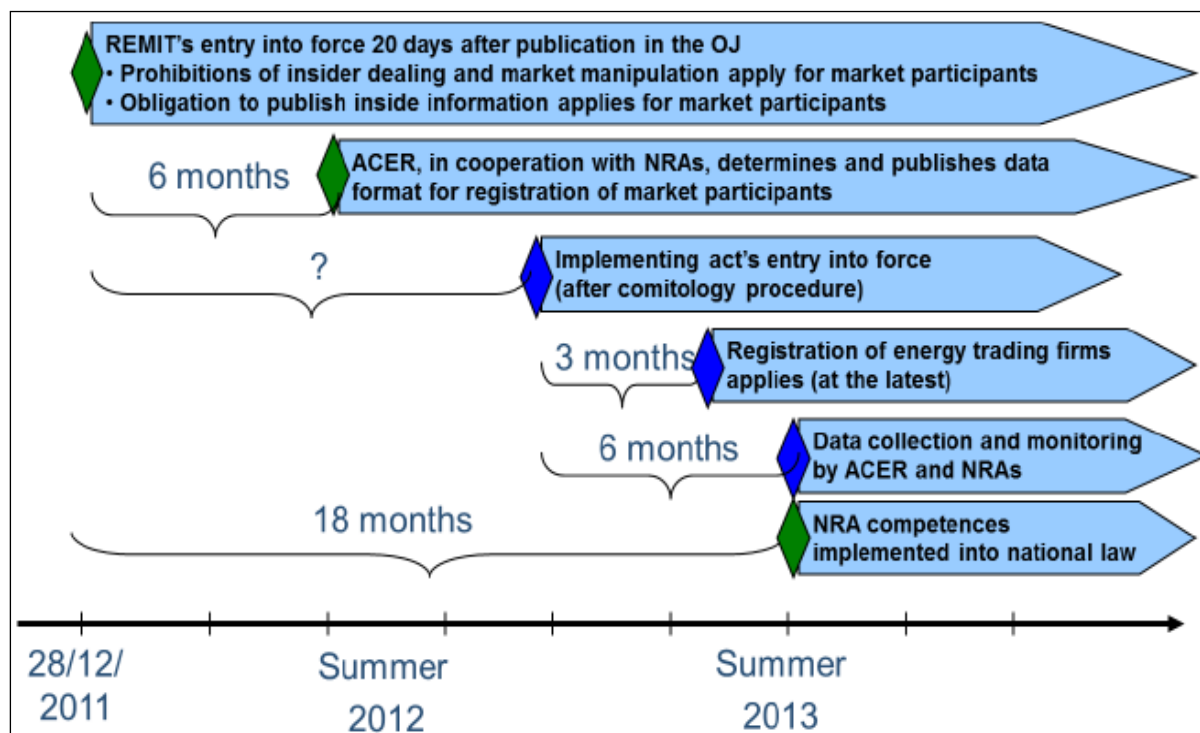 REMIT's entry into force 20 days after publication in the OJ
• Prohibitions of insider dealing and market manipulation apply for market participants
• Obligation to publish inside information applies for market participants
6 months
ACER, in cooperation with NRAs, determines and publishes data
format for registration of market participants
?
Implementing act's entry into force
(after comitology procedure)
3 months
Registration of energy trading firms
applies (at the latest)
6 months
Data collection and monitoring
by ACER and NRAs
18 months
NRA competences
implemented into national law
28/12/
2011
Summer
2012
Summer
2013